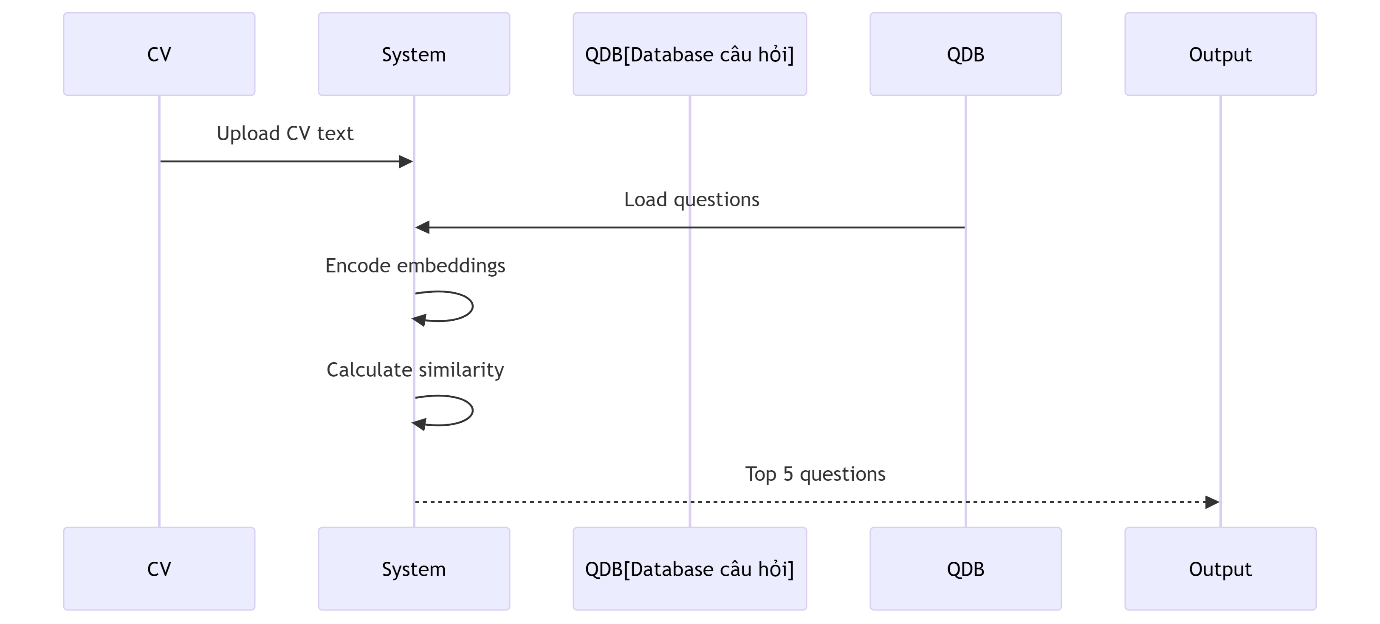 CV
System
QDB[Database câu hỏi]
QDB
Output
Upload CV text
Load questions
Encode embeddings
Calculate similarity
Top 5 questions
CV
System
QDB[Database câu hỏi]
QDB
Output